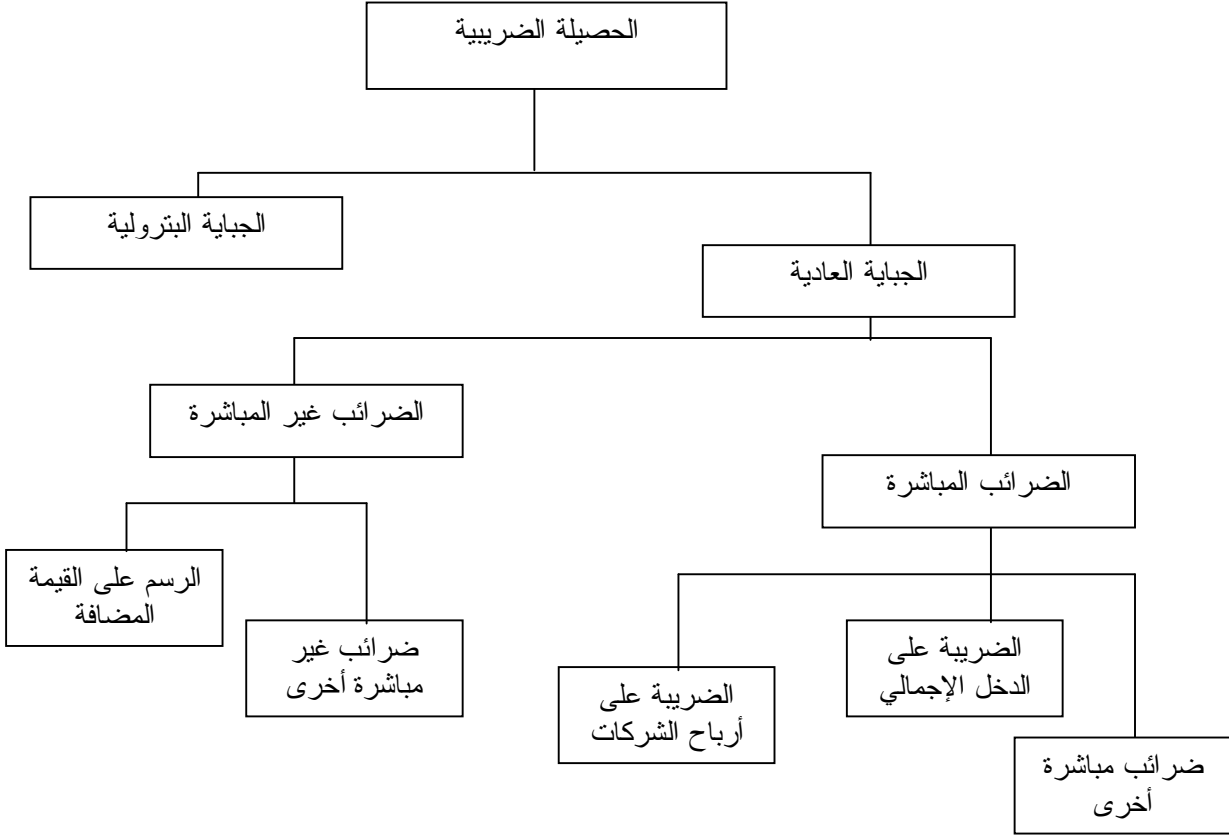 الحصيلة الضريبية
الجباية البترولية
الجباية العادية
الضرائب غير المباشرة
الضرائب المباشرة
الرسم على القيمة
المضافة
ضرائب غير
مباشرة أخرى
الضريبة على
الدخل الإجمالي
الضريبة على
أرباح الشركات
ضرائب مباشرة
أخرى